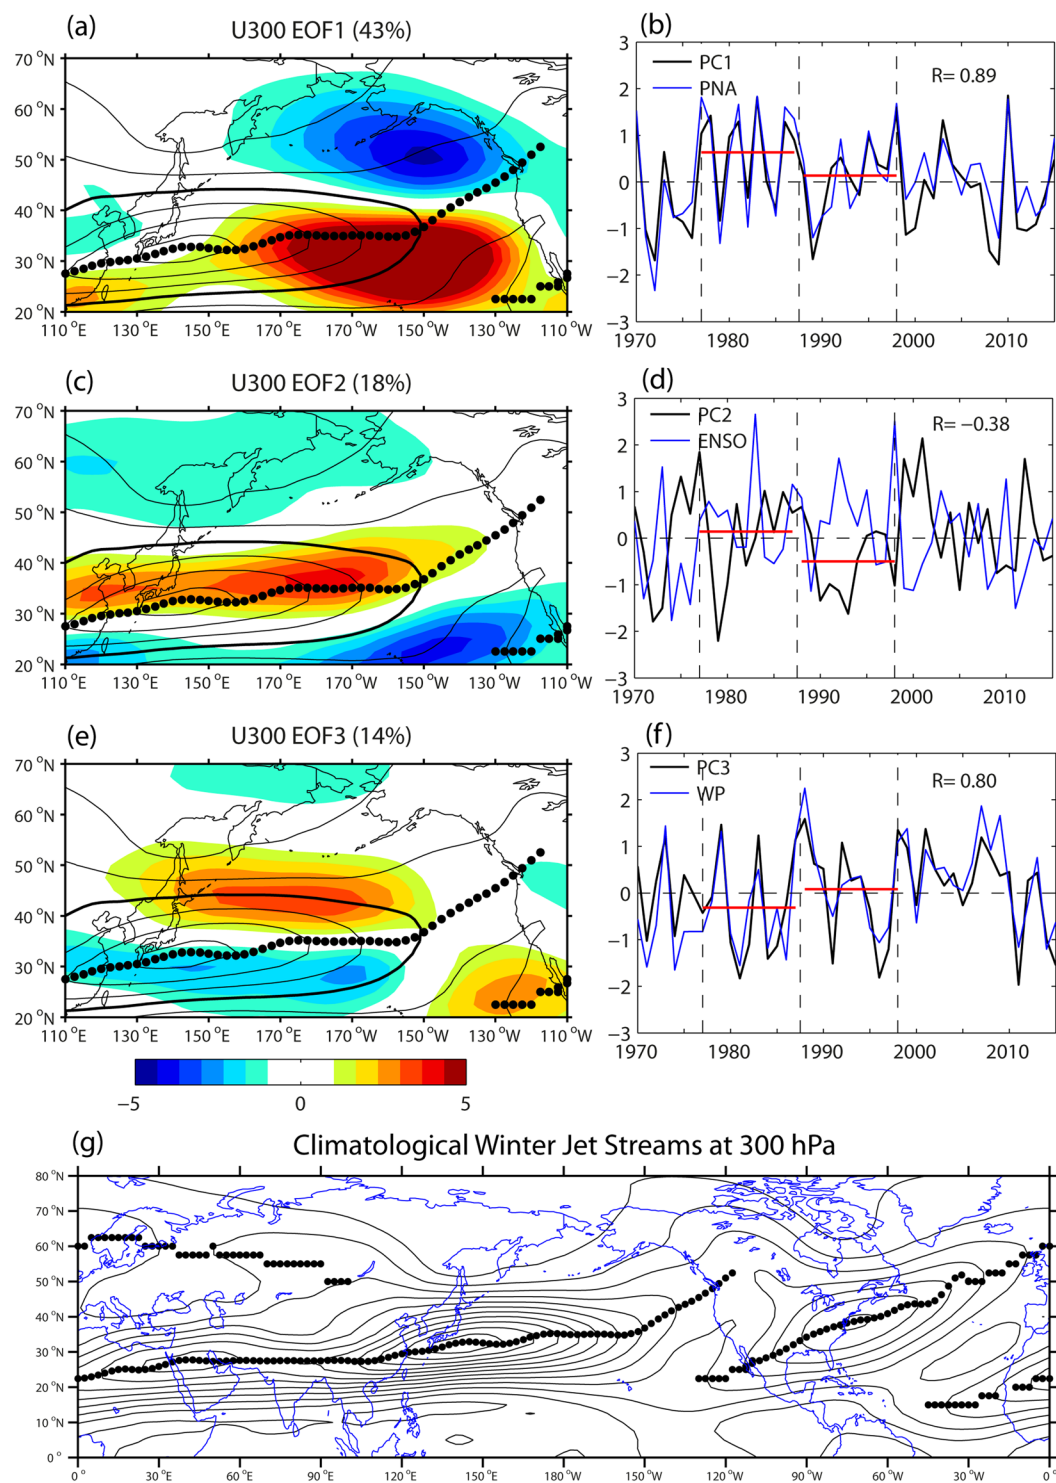 (a)
U300 EOF1 (43%)
70 °N
60 °N
50 °N
40 °N
30 °N
20 °N
110 °E 130 °E 150 °E 170 °E 170 °W 150 °W 130 °W 110 °W
(b)
PC1
PNA
R= 0.89
3
2
1
0
−1
−2
−3
1970 1980 1990 2000 2010
(c)
U300 EOF2 (18%)
70 °N
60 °N
50 °N
40 °N
30 °N
20 °N
110 °E 130 °E 150 °E 170 °E 170 °W 150 °W 130 °W 110 °W
(d)
PC2
ENSO
R= −0.38
3
2
1
0
−1
−2
−3
1970 1980 1990 2000 2010
(e)
U300 EOF3 (14%)
70 °N
60 °N
50 °N
40 °N
30 °N
20 °N
110 °E 130 °E 150 °E 170 °E 170 °W 150 °W 130 °W 110 °W
−5 0 5
(f)
PC3
WP
R= 0.80
3
2
1
0
−1
−2
−3
1970 1980 1990 2000 2010
(g)
Climatological Winter Jet Streams at 300 hPa
80 °N
70 °N
60 °N
50 °N
40 °N
30 °N
20 °N
10 °N
0 °
0 ° 30 °E 60 °E 90 °E 120 °E 150 °E 180 °W 150 °W 120 °W 90 °W 60 °W 30 °W 0 °